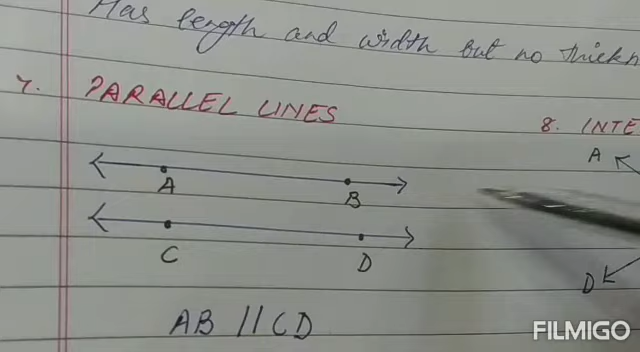 Has length and width but no thickn
7. PARALLEL LINES
8. INTE
A B
A
C D
D
AB || CD
FILMIGO